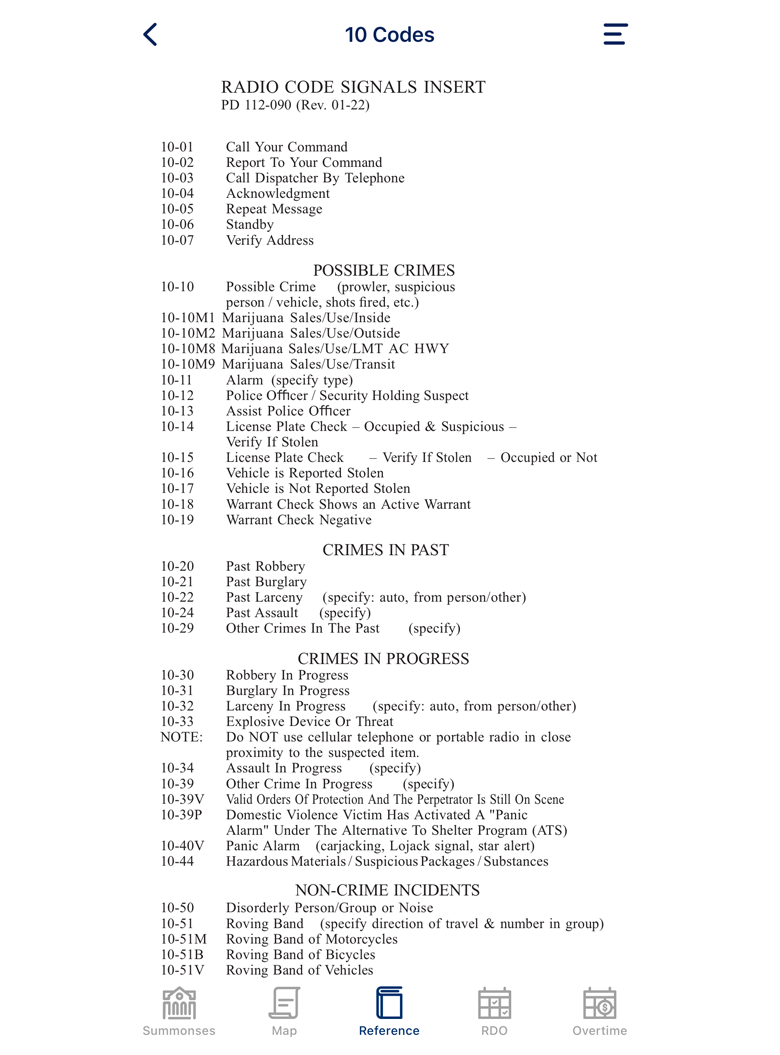 10 Codes
RADIO CODE SIGNALS INSERT
PD 112-090 (Rev. 01-22)
10-01 Call Your Command
10-02 Report To Your Command
10-03 Call Dispatcher By Telephone
10-04 Acknowledgment
10-05 Repeat Message
10-06 Standby
10-07 Verify Address
POSSIBLE CRIMES
10-10 Possible Crime (prowler, suspicious
person / vehicle, shots fired, etc.)
10-10M1 Marijuana Sales/Use/Inside
10-10M2 Marijuana Sales/Use/Outside
10-10M8 Marijuana Sales/Use/LMT AC HWY
10-10M9 Marijuana Sales/Use/Transit
10-11 Alarm (specify type)
10-12 Police Officer / Security Holding Suspect
10-13 Assist Police Officer
10-14 License Plate Check – Occupied & Suspicious –
Verify If Stolen
10-15 License Plate Check – Verify If Stolen – Occupied or Not
10-16 Vehicle is Reported Stolen
10-17 Vehicle is Not Reported Stolen
10-18 Warrant Check Shows an Active Warrant
10-19 Warrant Check Negative
CRIMES IN PAST
10-20 Past Robbery
10-21 Past Burglary
10-22 Past Larceny (specify: auto, from person/other)
10-24 Past Assault (specify)
10-29 Other Crimes In The Past (specify)
CRIMES IN PROGRESS
10-30 Robbery In Progress
10-31 Burglary In Progress
10-32 Larceny In Progress (specify: auto, from person/other)
10-33 Explosive Device Or Threat
NOTE: Do NOT use cellular telephone or portable radio in close
proximity to the suspected item.
10-34 Assault In Progress (specify)
10-39 Other Crime In Progress (specify)
10-39V Valid Orders Of Protection And The Perpetrator Is Still On Scene
10-39P Domestic Violence Victim Has Activated A "Panic
Alarm" Under The Alternative To Shelter Program (ATS)
10-40V Panic Alarm (carjacking, Lojack signal, star alert)
10-44 Hazardous Materials / Suspicious Packages / Substances
NON-CRIME INCIDENTS
10-50 Disorderly Person/Group or Noise
10-51 Roving Band (specify direction of travel & number in group)
10-51M Roving Band of Motorcycles
10-51B Roving Band of Bicycles
10-51V Roving Band of Vehicles
Summonses Map Reference RDO Overtime